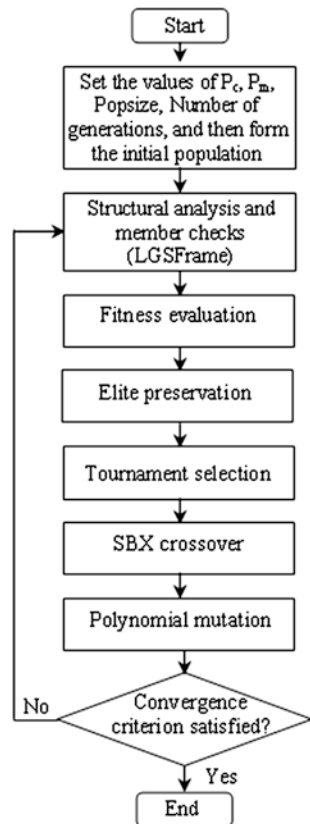 Start
Set the values of Pc, Pm,
Popsize, Number of
generations, and then form
the initial population
Structural analysis and
member checks
(LGSFrame)
Fitness evaluation
Elite preservation
Tournament selection
SBX crossover
Polynomial mutation
Convergence
criterion satisfied?
No
Yes
End